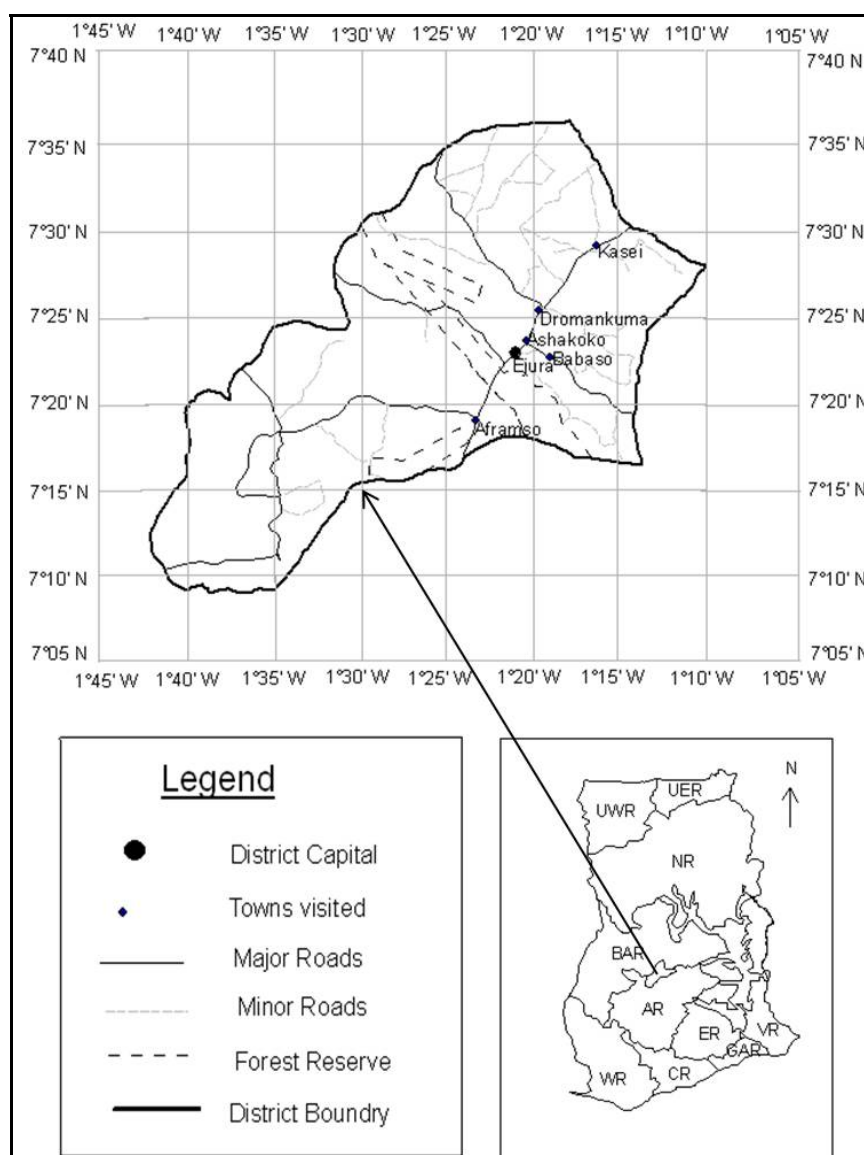 1°45' W 1°40' W 1°35' W 1°30' W 1°25' W 1°20' W 1°15' W 1°10' W 1°05' W
7°40 N 7°40 N
7°35' N 7°35' N
7°30' N 7°30' N
Kasei
7°25' N 7°25' N
Dromankuma
Ashakoko
Ejura Babaso
7°20' N 7°20' N
Aframso
7°15' N 7°15' N
7°10' N 7°10' N
7°05 N 7°05 N
1°45' W 1°40' W 1°35' W 1°30' W 1°25' W 1°20' W 1°15' W 1°10' W 1°05' W
Legend
District Capital
Towns visited
Major Roads
Minor Roads
Forest Reserve
District Boundry
N
UER
UWR
NR
BAR
AR
ER
VR
GAR
WR
CR